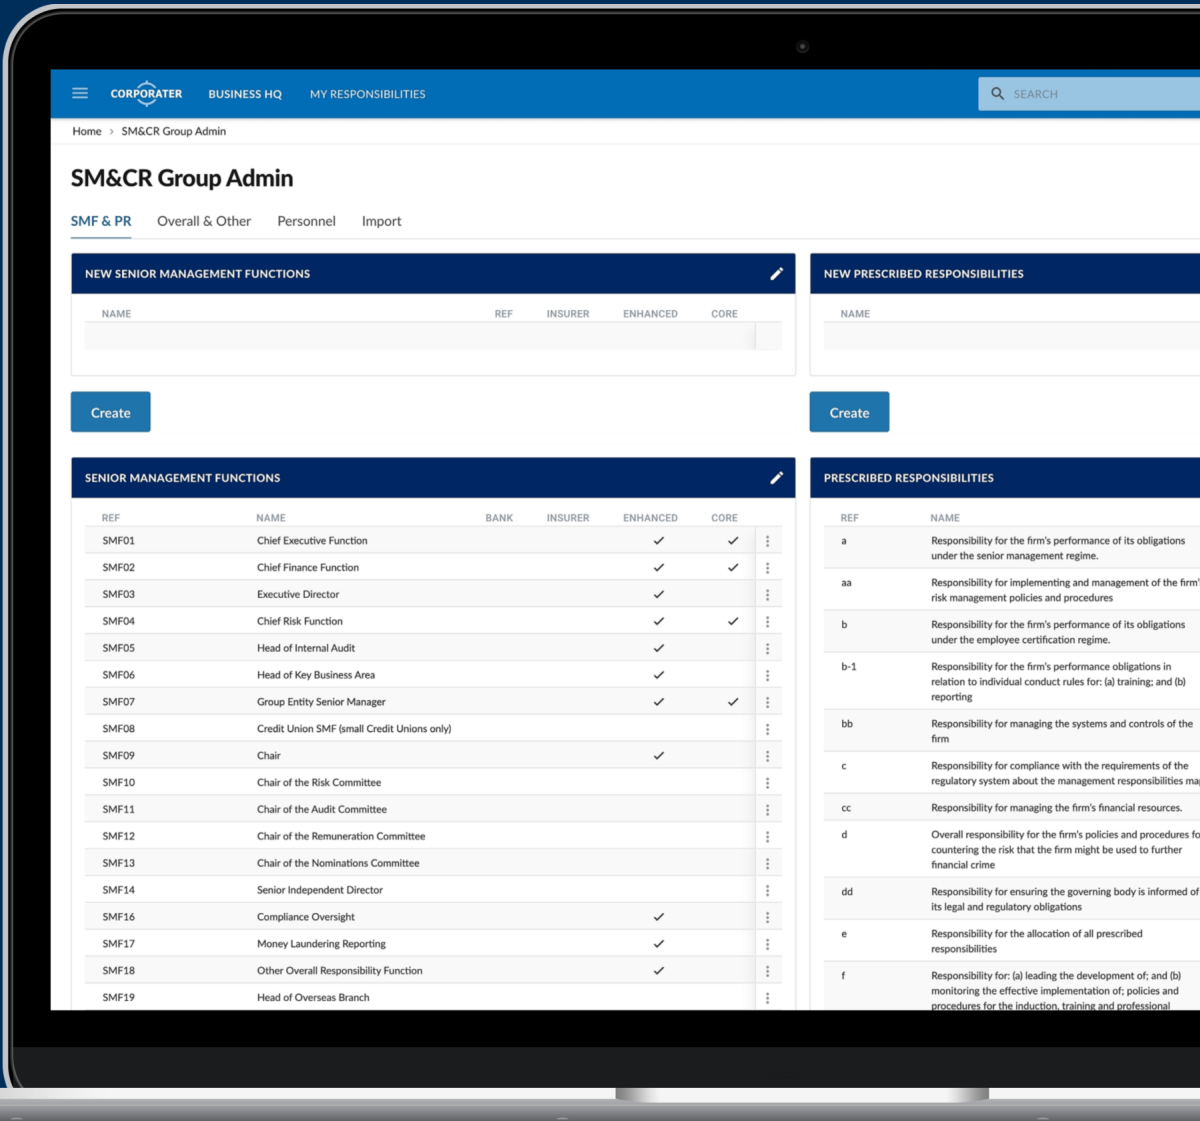 CORPORATER BUSINESS HQ MY RESPONSIBILITIES SEARCH
Home > SM&CR Group Admin
SM&CR Group Admin
SMF & PR Overall & Other Personnel Import
NEW SENIOR MANAGEMENT FUNCTIONS
NAME REF INSURER ENHANCED CORE
Create
NEW PRESCRIBED RESPONSIBILITIES
NAME
Create
SENIOR MANAGEMENT FUNCTIONS
REF NAME BANK INSURER ENHANCED CORE
SMF01 Chief Executive Function ✓ ✓
SMF02 Chief Finance Function ✓ ✓
SMF03 Executive Director ✓
SMF04 Chief Risk Function ✓ ✓
SMF05 Head of Internal Audit ✓
SMF06 Head of Key Business Area ✓
SMF07 Group Entity Senior Manager ✓ ✓
SMF08 Credit Union SMF (small Credit Unions only)
SMF09 Chair ✓
SMF10 Chair of the Risk Committee
SMF11 Chair of the Audit Committee
SMF12 Chair of the Remuneration Committee
SMF13 Chair of the Nominations Committee
SMF14 Senior Independent Director
SMF16 Compliance Oversight ✓
SMF17 Money Laundering Reporting ✓
SMF18 Other Overall Responsibility Function ✓
SMF19 Head of Overseas Branch
PRESCRIBED RESPONSIBILITIES
REF NAME
a Responsibility for the firm's performance of its obligations
under the senior management regime.
aa Responsibility for implementing and management of the firm'
risk management policies and procedures
b Responsibility for the firm's performance of its obligations
under the employee certification regime.
b-1 Responsibility for the firm's performance obligations in
relation to individual conduct rules for: (a) training; and (b)
reporting
bb Responsibility for managing the systems and controls of the
firm
c Responsibility for compliance with the requirements of the
regulatory system about the management responsibilities ma
cc Responsibility for managing the firm's financial resources.
d Overall responsibility for the firm's policies and procedures fo
countering the risk that the firm might be used to further
financial crime
dd Responsibility for ensuring the governing body is informed of
its legal and regulatory obligations
e Responsibility for the allocation of all prescribed
responsibilities
f Responsibility for: (a) leading the development of; and (b)
monitoring the effective implementation of; policies and
procedures for the induction, training and professional